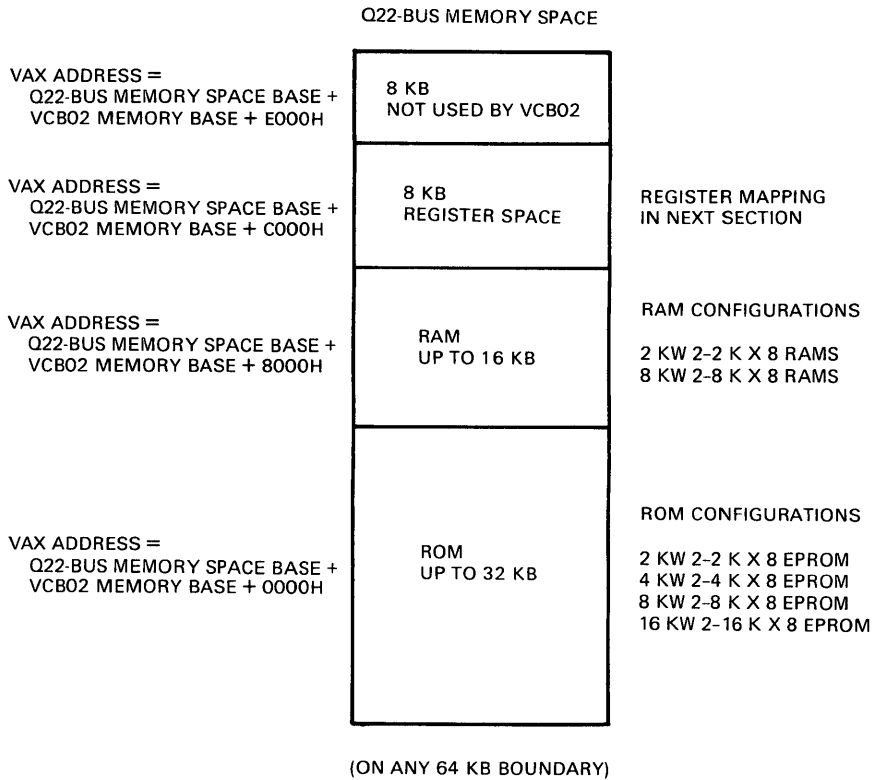 Q22-BUS MEMORY SPACE
VAX ADDRESS =
Q22-BUS MEMORY SPACE BASE +
VCB02 MEMORY BASE + E000H
8 KB
NOT USED BY VCB02
VAX ADDRESS =
Q22-BUS MEMORY SPACE BASE +
VCB02 MEMORY BASE + C000H
8 KB
REGISTER SPACE
REGISTER MAPPING
IN NEXT SECTION
VAX ADDRESS =
Q22-BUS MEMORY SPACE BASE +
VCB02 MEMORY BASE + 8000H
RAM
UP TO 16 KB
RAM CONFIGURATIONS
2 KW 2-2 K X 8 RAMS
8 KW 2-8 K X 8 RAMS
VAX ADDRESS =
Q22-BUS MEMORY SPACE BASE +
VCB02 MEMORY BASE + 0000H
ROM
UP TO 32 KB
ROM CONFIGURATIONS
2 KW 2-2 K X 8 EPROM
4 KW 2-4 K X 8 EPROM
8 KW 2-8 K X 8 EPROM
16 KW 2-16 K X 8 EPROM
(ON ANY 64 KB BOUNDARY)